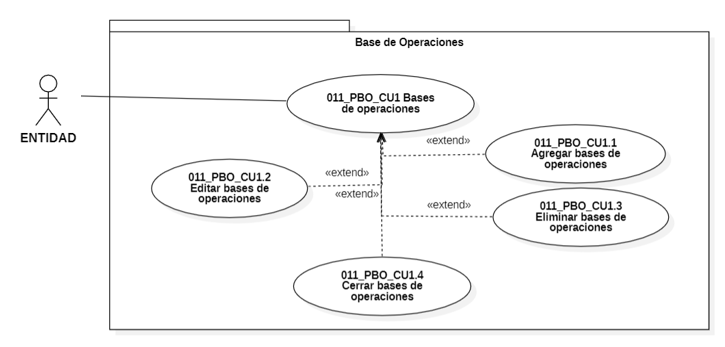 Base de Operaciones
ENTIDAD
011_PBO_CU1 Bases
de operaciones
«extend»
011_PBO_CU1.1
Agregar bases de
operaciones
«extend»
011_PBO_CU1.2
Editar bases de
operaciones
«extend»
«extend»
011_PBO_CU1.3
Eliminar bases de
operaciones
011_PBO_CU1.4
Cerrar bases de
operaciones